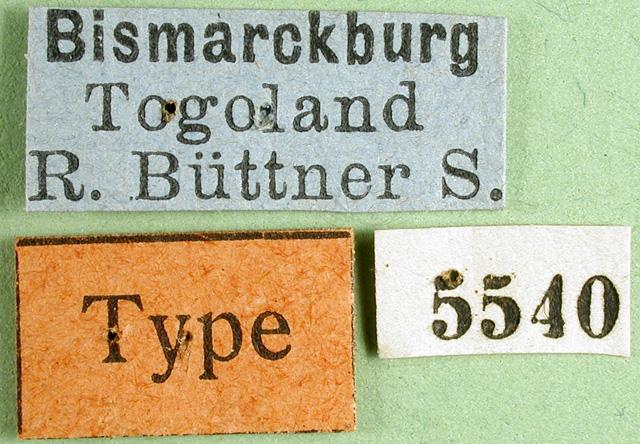 Bismarckburg
Togoland
R. Büttner S.
Type
5540